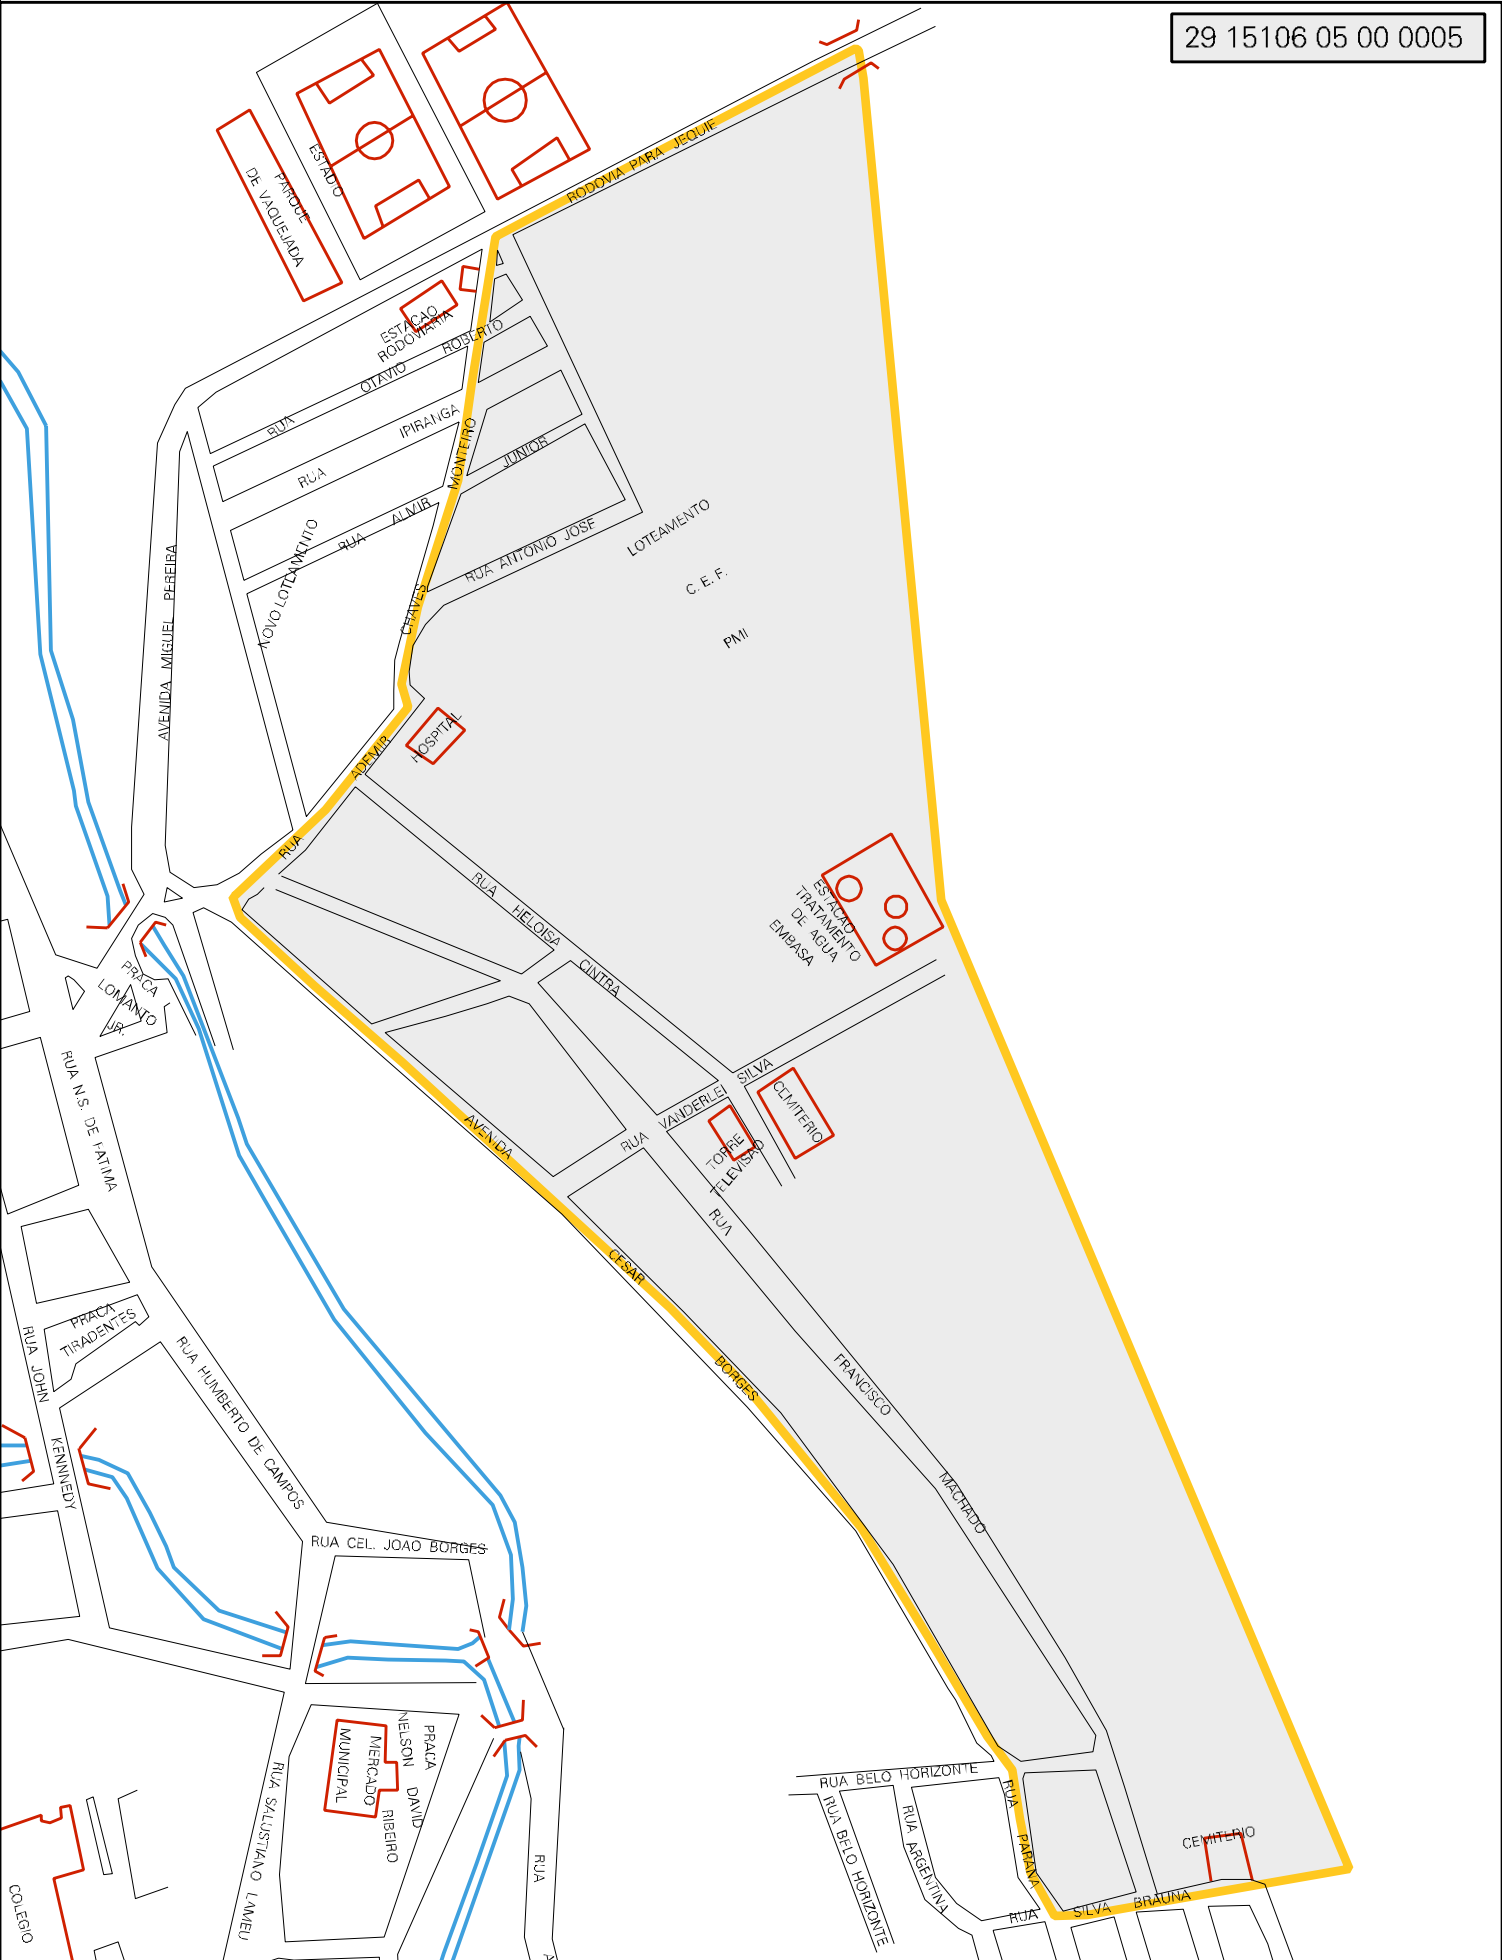 29 15106 05 00 0005
RODOVIA PARA JEQUIE
ESTADO
PARQUE
DE VAQUEJADA
ESTACAO
RODOVIARIA
RUA OTAVIO ROBERTO
RUA IPIRANGA
RUA ALMIR JUNIOR
NOVO LOTEAMENTO
RUA ANTONIO JOSE
LOTEAMENTO
C. E. F.
PMI
AVENIDA MIGUEL PEREIRA
RUA ADEMIR CHAVES MONTEIRO
HOSPITAL
RUA HELOISA CINTRA
ESTACAO
TRATAMENTO
DE AGUA
EMBASA
PRACA
LOMANTO
JR.
RUA N.S. DE FATIMA
RUA VANDERLEI SILVA
CEMITERIO
TORRE
TELEVISAO
AVENIDA CESAR BORGES
RUA FRANCISCO MACHADO
PRACA
TIRADENTES
RUA JOHN KENNNEDY
RUA HUMBERTO DE CAMPOS
RUA CEL. JOAO BORGES
MERCADO
MUNICIPAL
PRACA
NELSON DAVID
RIBEIRO
RUA SALUSTIANO LAMEU
COLEGIO
RUA
RUA BELO HORIZONTE
RUA BELO HORIZONTE
RUA ARGENTINA
RUA PARANA
CEMITERIO
RUA SILVA BRAUNA